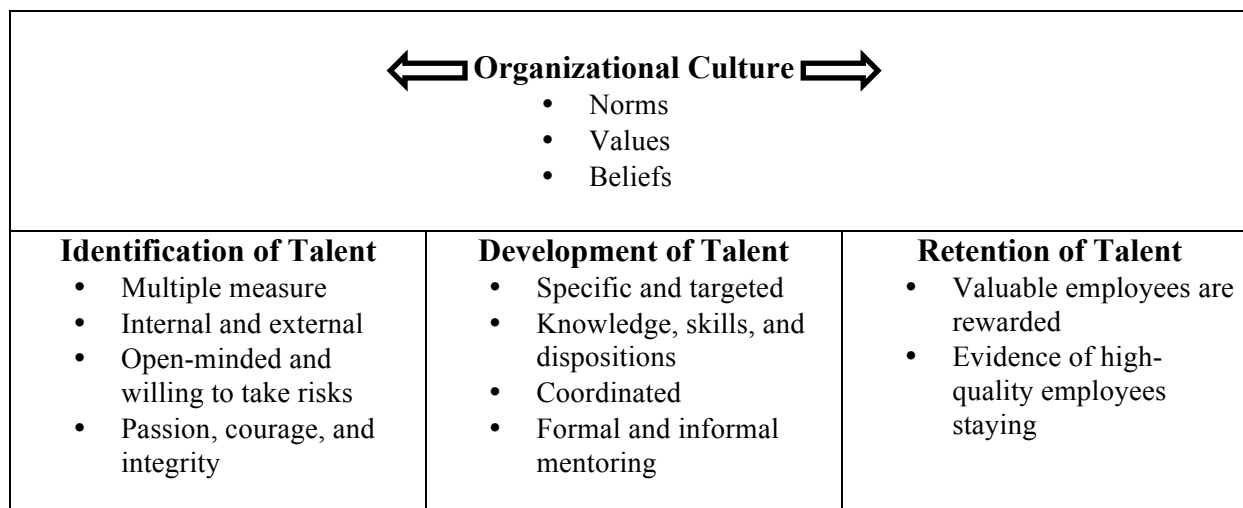 Organizational Culture
• Norms
• Values
• Beliefs
Identification of Talent
• Multiple measure
• Internal and external
• Open-minded and
willing to take risks
• Passion, courage, and
integrity
Development of Talent
• Specific and targeted
• Knowledge, skills, and
dispositions
• Coordinated
• Formal and informal
mentoring
Retention of Talent
• Valuable employees are
rewarded
• Evidence of high-
quality employees
staying